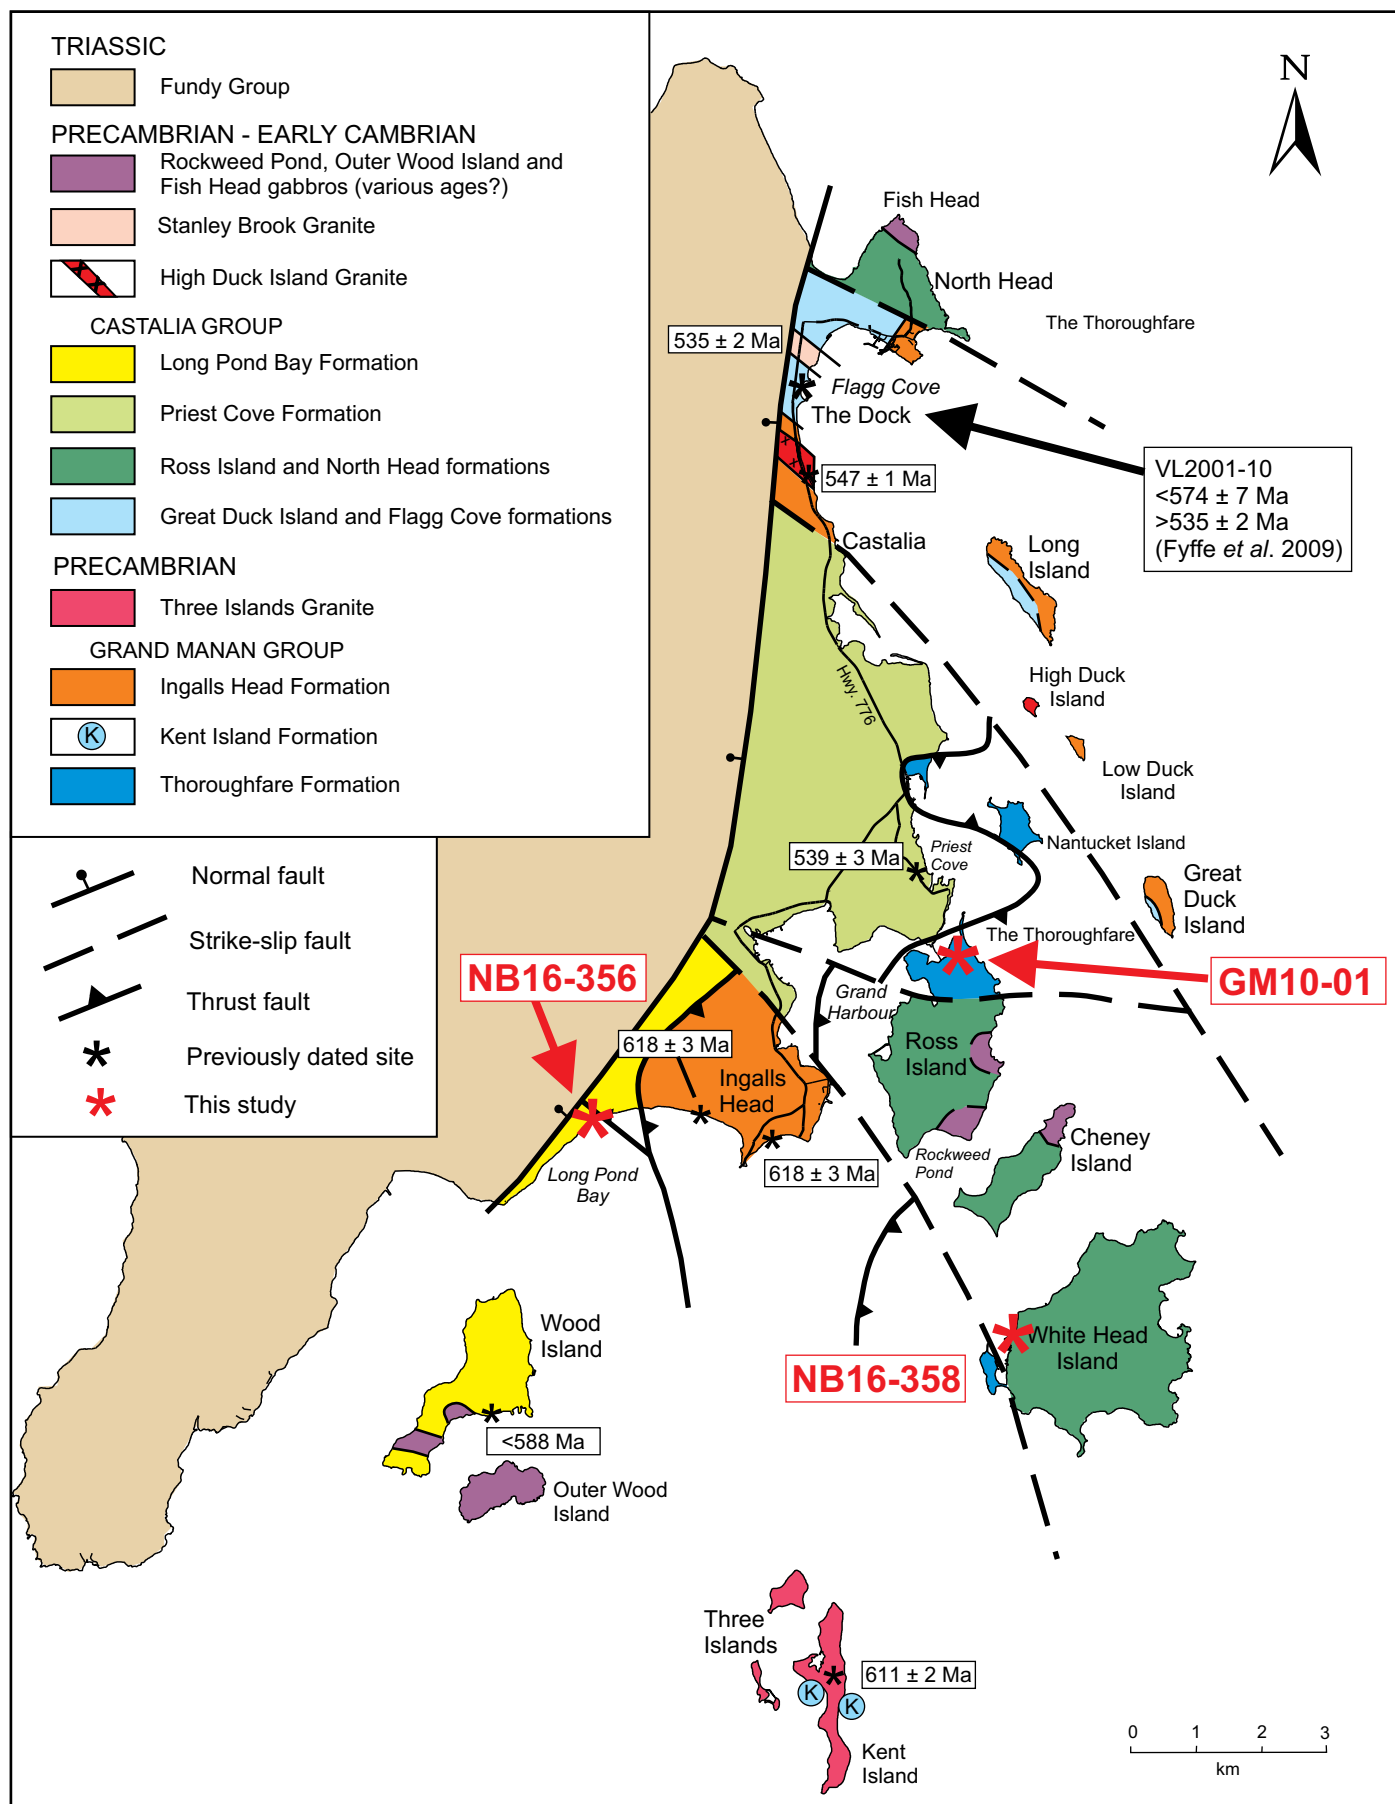 TRIASSIC
Fundy Group
PRECAMBRIAN - EARLY CAMBRIAN
Rockweed Pond, Outer Wood Island and
Fish Head gabbros (various ages?)
Stanley Brook Granite
High Duck Island Granite
CASTALIA GROUP
Long Pond Bay Formation
Priest Cove Formation
Ross Island and North Head formations
Great Duck Island and Flagg Cove formations
PRECAMBRIAN
Three Islands Granite
GRAND MANAN GROUP
Ingalls Head Formation
K
Kent Island Formation
Thoroughfare Formation
Normal fault
Strike-slip fault
Thrust fault
Previously dated site
This study
N
Fish Head
North Head
The Thoroughfare
535 ± 2 Ma
Flagg Cove
The Dock
x
x
547 ± 1 Ma
VL2001-10
<574 ± 7 Ma
>535 ± 2 Ma
(Fyffe et al. 2009)
Castalia
Long
Island
Hwy. 776
High Duck
Island
Low Duck
Island
Nantucket Island
539 ± 3 Ma
Priest
Cove
Great
Duck
Island
The Thoroughfare
NB16-356
GM10-01
Grand
Harbour
618 ± 3 Ma
Ross
Island
Ingalls
Head
Cheney
Island
Rockweed
Pond
618 ± 3 Ma
Long Pond
Bay
Wood
Island
White Head
Island
NB16-358
<588 Ma
Outer Wood
Island
Three
Islands
611 ± 2 Ma
K
K
Kent
Island
0 1 2 3
km